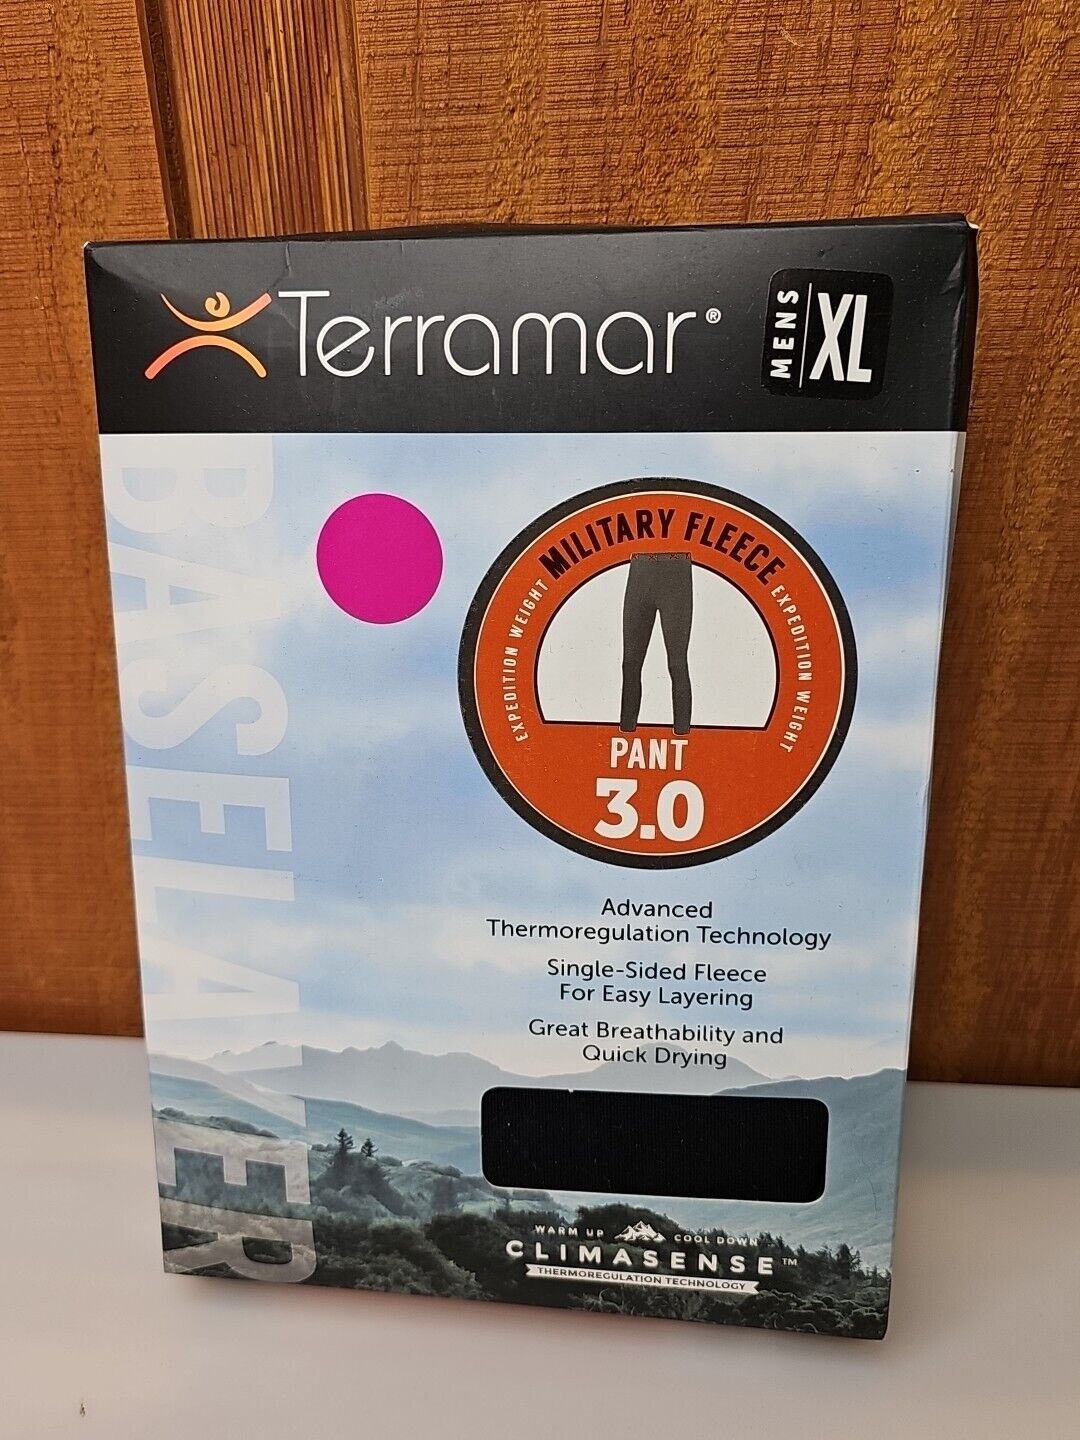 Terramar®
MENS
XL
BASELAYER
MILITARY FLEECE
EXPEDITION WEIGHT
EXPEDITION WEIGHT
PANT
3.0
Advanced
Thermoregulation Technology
Single-Sided Fleece
For Easy Layering
Great Breathability and
Quick Drying
WARM UP COOL DOWN
CLIMASENSE™
THERMOREGULATION TECHNOLOGY